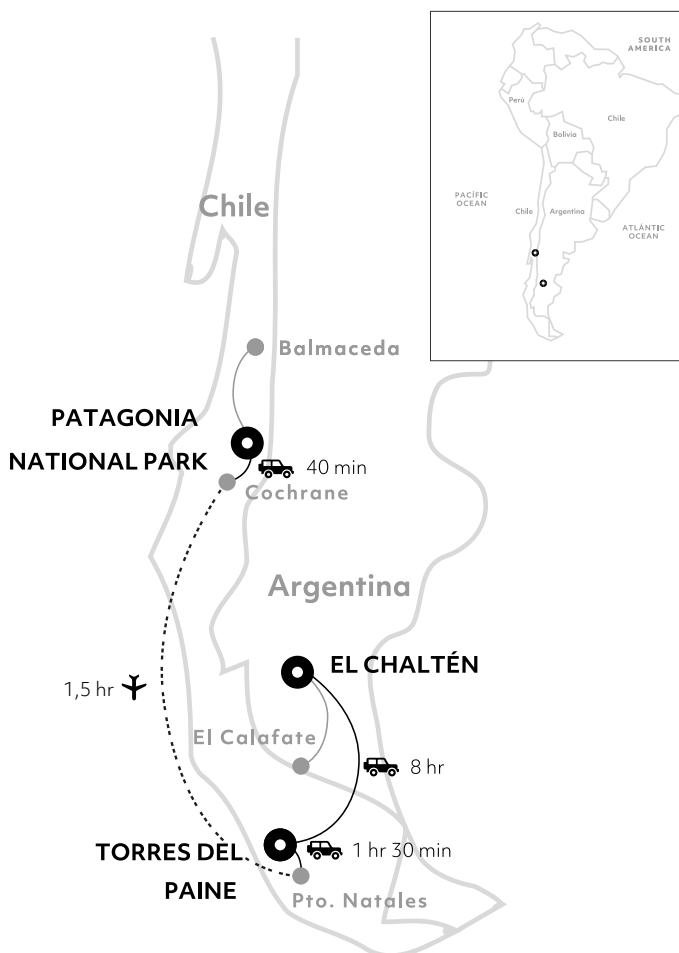 SOUTH
AMERICA
Perú
Chile
Bolivia
PACÍFIC
OCEAN
Chile
Argentina
ATLÁNTIC
OCEAN
Chile
Balmaceda
PATAGONIA
NATIONAL PARK
40 min
Cochrane
Argentina
EL CHALTÉN
1,5 hr
El Calafate
8 hr
TORRES DEL
PAINE
1 hr 30 min
Pto. Natales